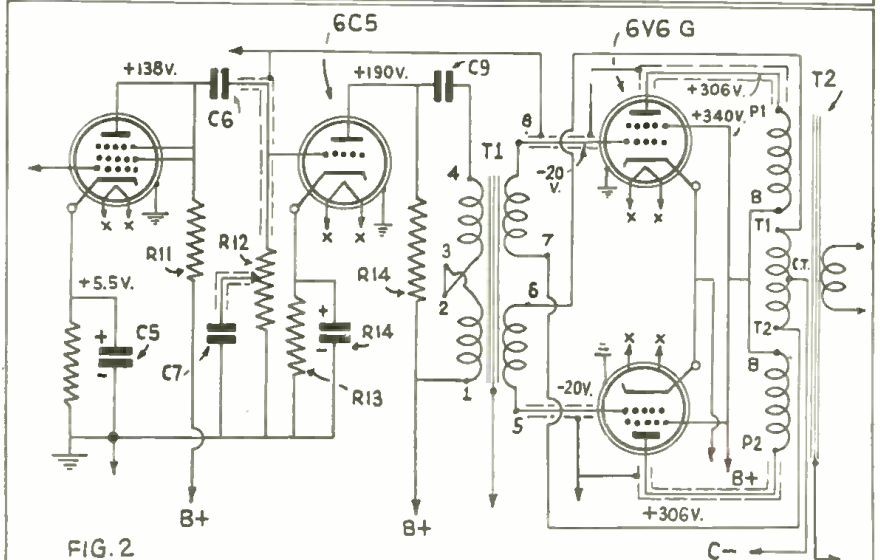 6C5
6V6 G
+138V.
C6
+190V.
C9
+306V.
P1
T2
+340V.
8
T1
-20
V.
4
B
T1
R11
R12
R14
3
2
7
C.T.
+5.5V.
6
T2
+
C5
-
C7
+
-
R14
R13
1
-20V.
5
B
P2
B+
B+
B+
+306V.
C-
FIG. 2
X X
X X
X X
X X